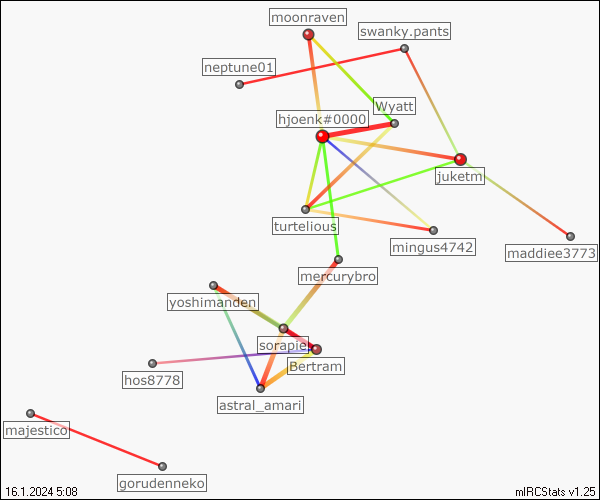 moonraven
swanky.pants
neptune01
Wyatt
hjoenk#0000
juketm
turtelious
mingus4742
maddiee3773
mercurybro
yoshimanden
sorapie
Bertram
hos8778
astral_amari
majestico
gorudenneko
16.1.2024 5:08
mIRCStats v1.25